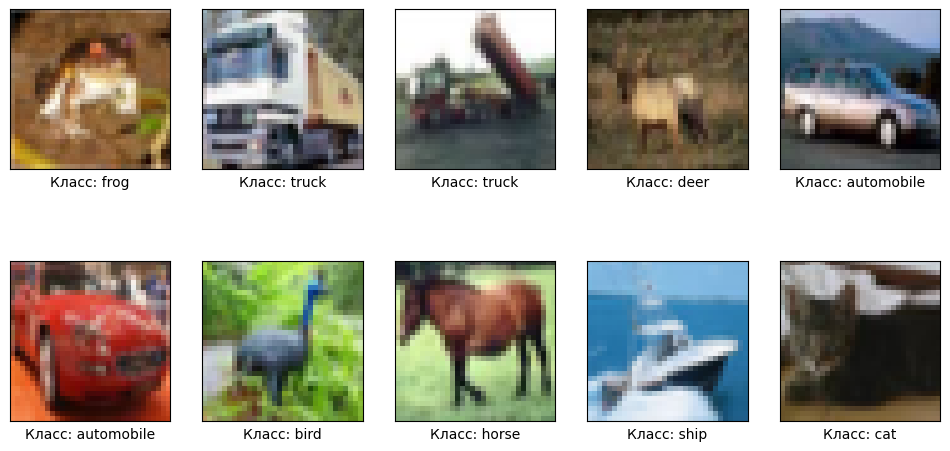 Класс: frog
Класс: truck
Класс: truck
Класс: deer
Класс: automobile
Класс: automobile
Класс: bird
Класс: horse
Класс: ship
Класс: cat